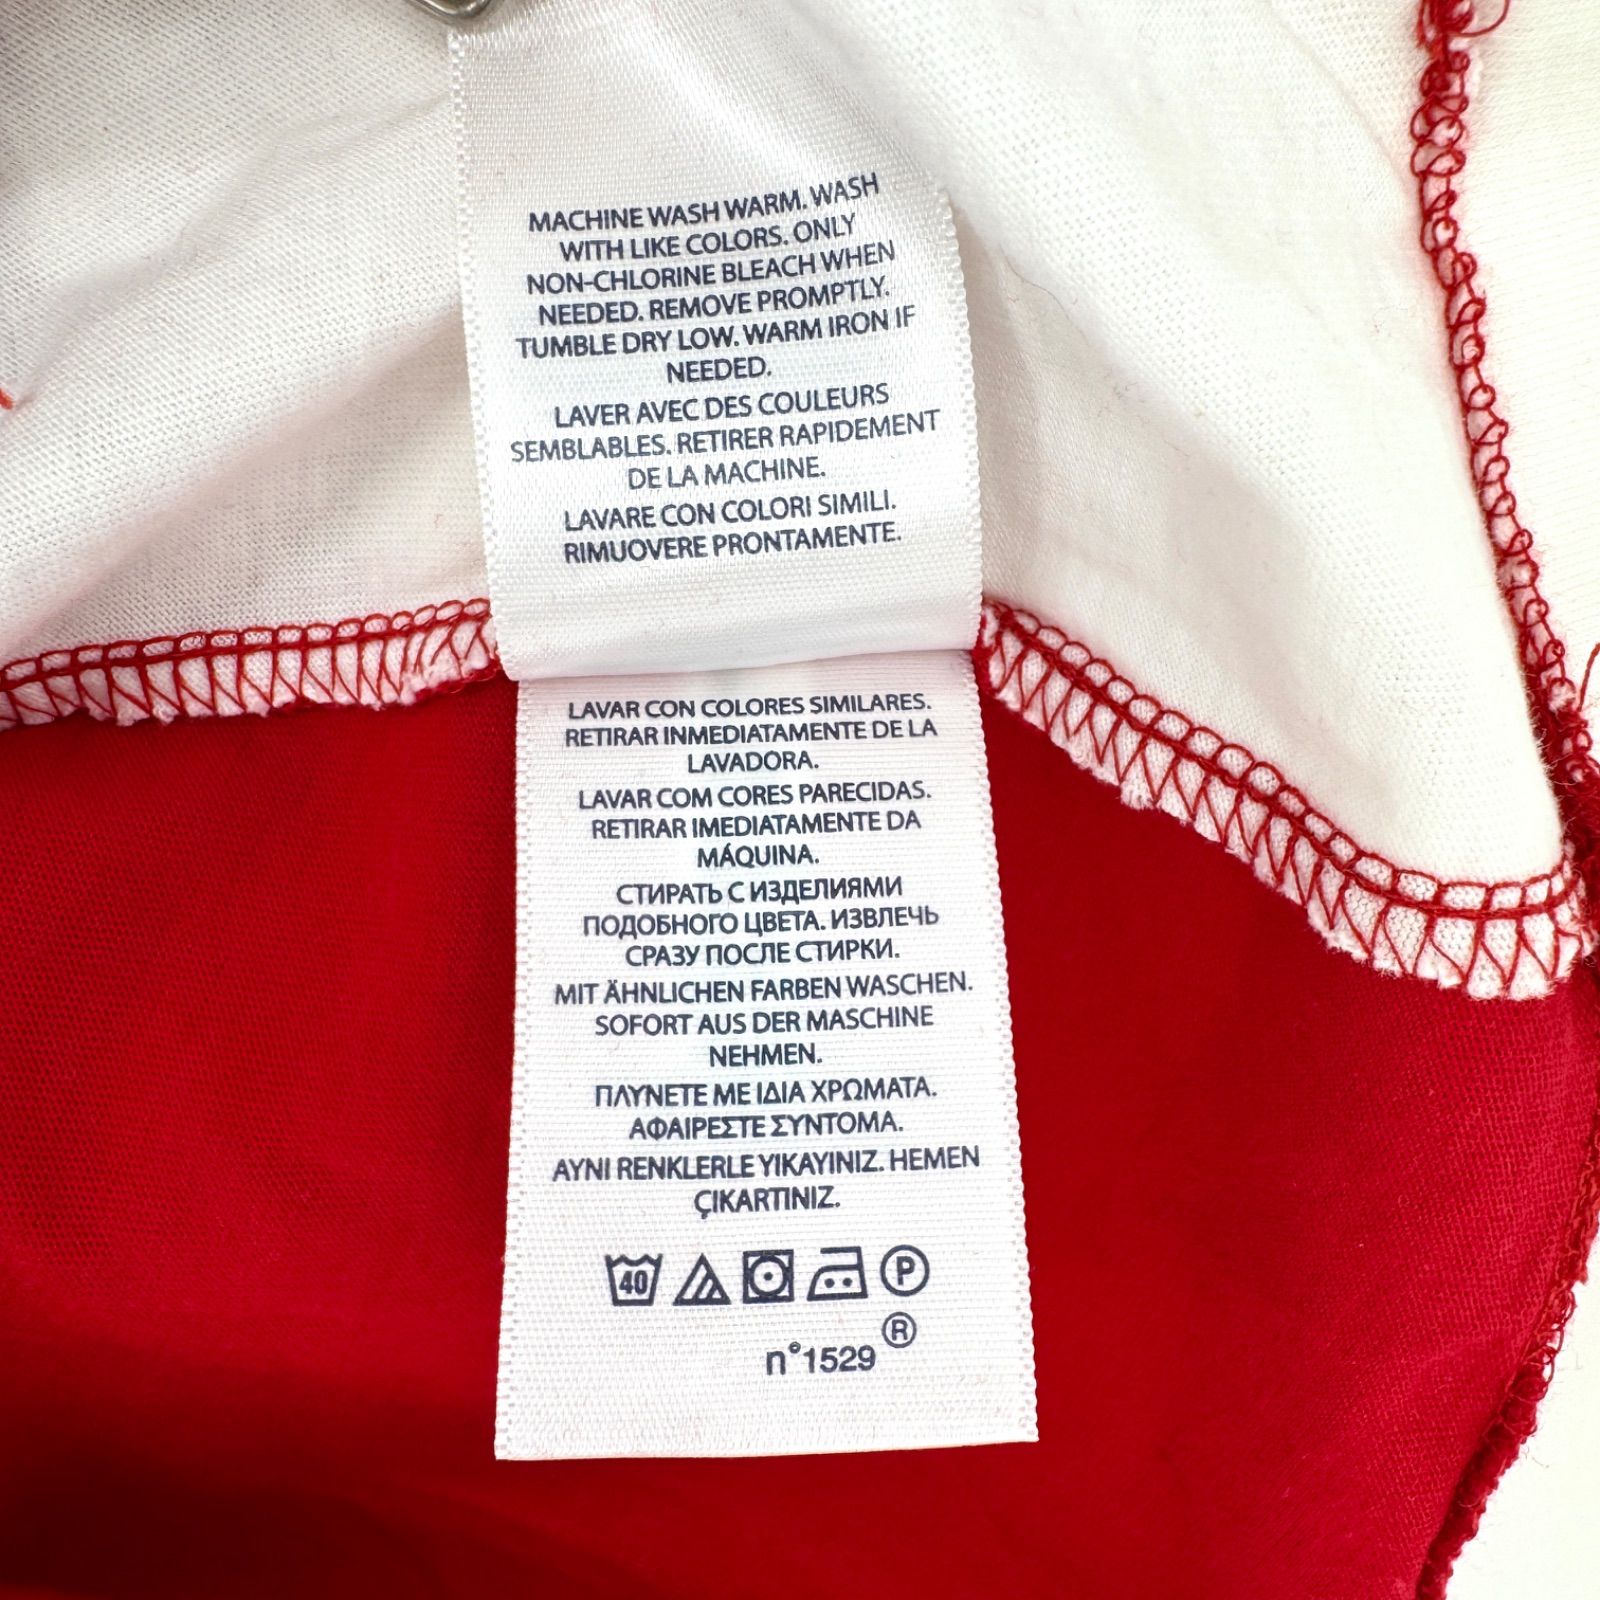 MACHINE WASH WARM. WASH
WITH LIKE COLORS. ONLY
NON-CHLORINE BLEACH WHEN
NEEDED. REMOVE PROMPTLY.
TUMBLE DRY LOW. WARM IRON IF
NEEDED.
LAVER AVEC DES COULEURS
SEMBLABLES. RETIRER RAPIDEMENT
DE LA MACHINE.
LAVARE CON COLORI SIMILI.
RIMUOVERE PRONTAMENTE.
LAVAR CON COLORES SIMILARES.
RETIRAR INMEDIATAMENTE DE LA
LAVADORA.
LAVAR COM CORES PARECIDAS.
RETIRAR IMEDIATAMENTE DA
MÁQUINA.
СТИРАТЬ С ИЗДЕЛИЯМИ
ПОДОБНОГО ЦВЕТА. ИЗВЛЕЧЬ
СРАЗУ ПОСЛЕ СТИРКИ.
MIT ÄHNLICHEN FARBEN WASCHEN.
SOFORT AUS DER MASCHINE
NEHMEN.
ΠΛΥΝΕΤΕ ΜΕ ΙΔΙΑ ΧΡΩΜΑΤΑ.
ΑΦΑΙΡΕΣΤΕ ΣΥΝΤΟΜΑ.
AYNI RENKLERLE YIKAYINIZ. HEMEN
ÇIKARTINIZ.
40 P
n°1529 ®